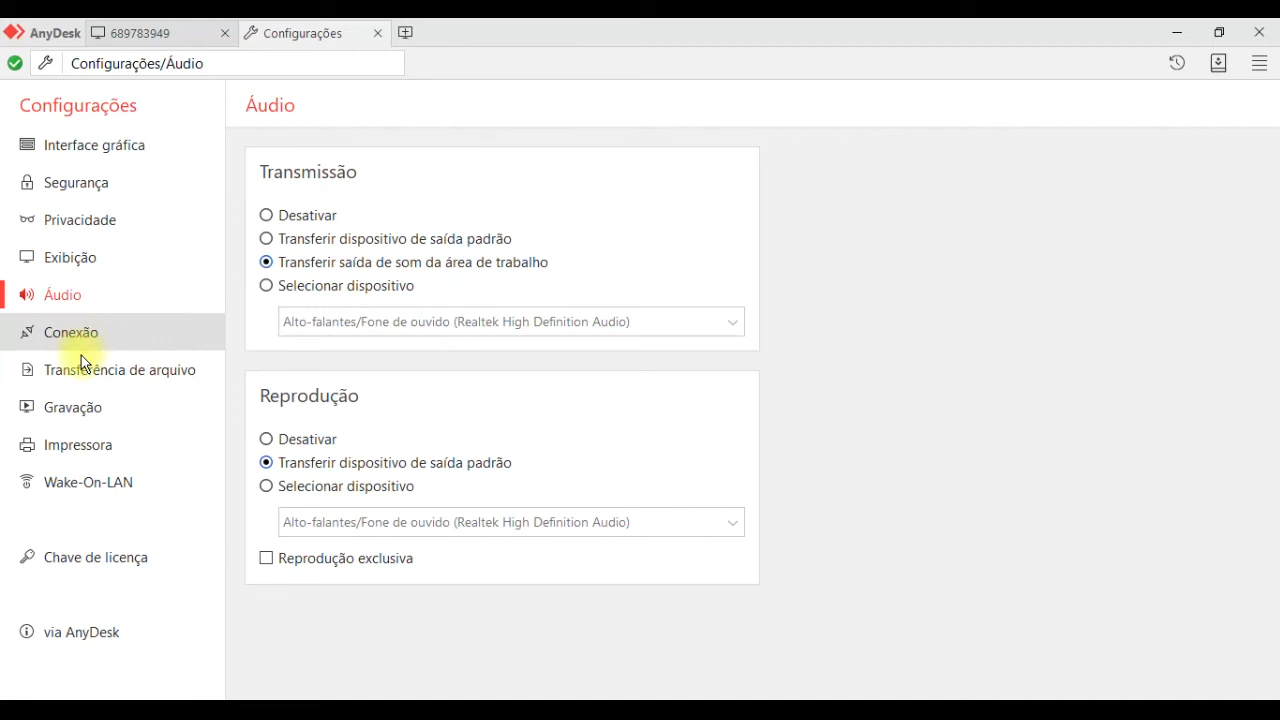 AnyDesk
689783949
Configurações
Configurações/Áudio
Configurações
Interface gráfica
Segurança
Privacidade
Exibição
Áudio
Conexão
Transferência de arquivo
Gravação
Impressora
Wake-On-LAN
Chave de licença
via AnyDesk
Áudio
Transmissão
Desativar
Transferir dispositivo de saída padrão
Transferir saída de som da área de trabalho
Selecionar dispositivo
Alto-falantes/Fone de ouvido (Realtek High Definition Audio)
Reprodução
Desativar
Transferir dispositivo de saída padrão
Selecionar dispositivo
Alto-falantes/Fone de ouvido (Realtek High Definition Audio)
Reprodução exclusiva